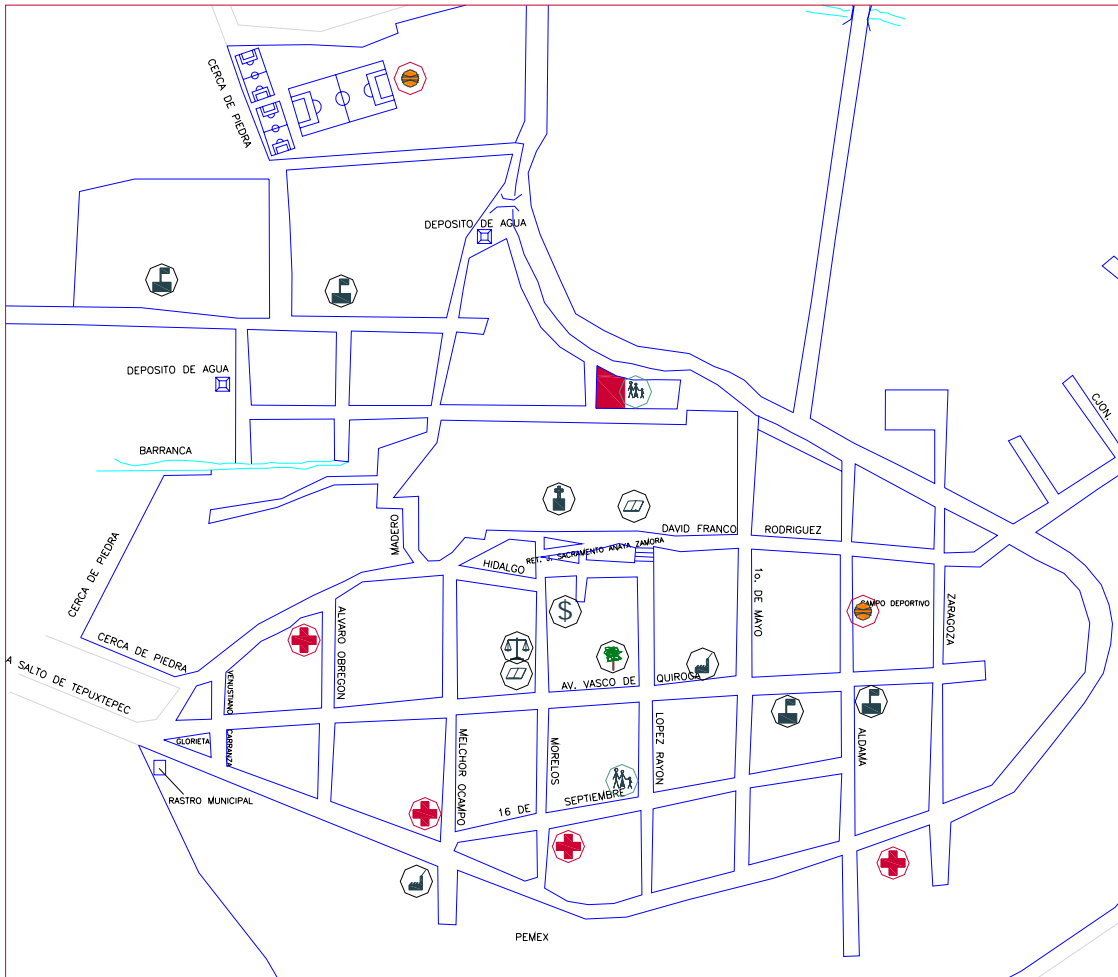 CERCA DE PIEDRA
DEPOSITO DE AGUA
DEPOSITO DE AGUA
CJON.
BARRANCA
MADERO
DAVID FRANCO RODRIGUEZ
RET. J. SACRAMENTO ANAYA ZAMORA
HIDALGO
CERCA DE PIEDRA
1o. DE MAYO
$
CAMPO DEPORTIVO
ZARAGOZA
ALVARO OBREGON
CERCA DE PIEDRA
A SALTO DE TEPUXTEPEC
VENUSTIANO CARRANZA
AV. VASCO DE QUIROGA
GLORIETA
MELCHOR OCAMPO
MORELOS
LOPEZ RAYON
ALDAMA
RASTRO MUNICIPAL
16 DE SEPTIEMBRE
PEMEX